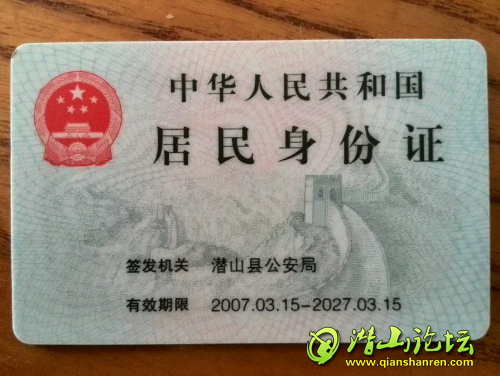 中华人民共和国
居民身份证
签发机关 潜山县公安局
有效期限 2007.03.15-2027.03.15
潜山论坛
www.qianshanren.com